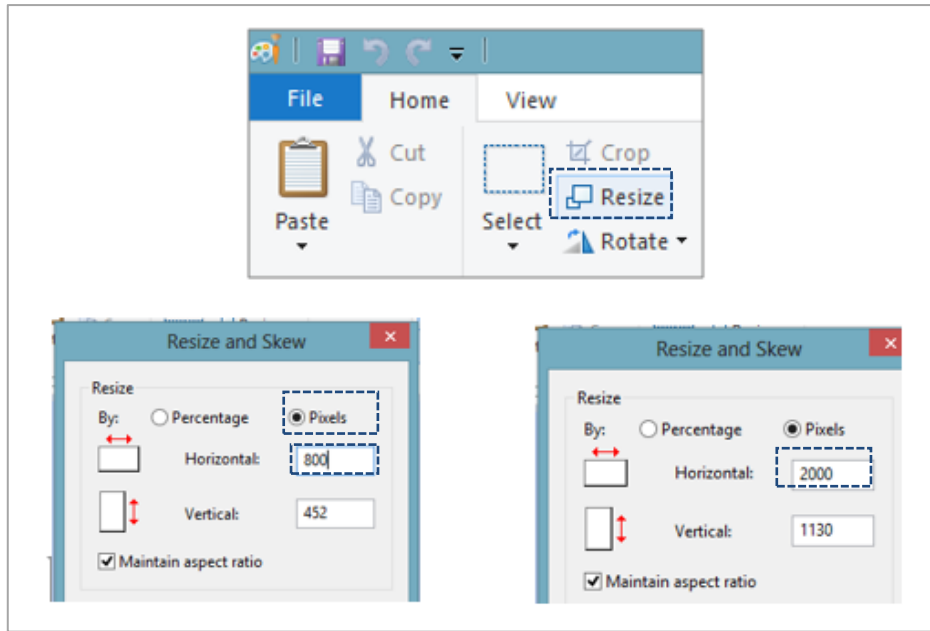 File Home View
Cut
Copy
Paste
Select
Crop
Resize
Rotate
Resize and Skew
Resize
By: Percentage Pixels
Horizontal: 800
Vertical: 452
Maintain aspect ratio
Resize and Skew
Resize
By: Percentage Pixels
Horizontal: 2000
Vertical: 1130
Maintain aspect ratio